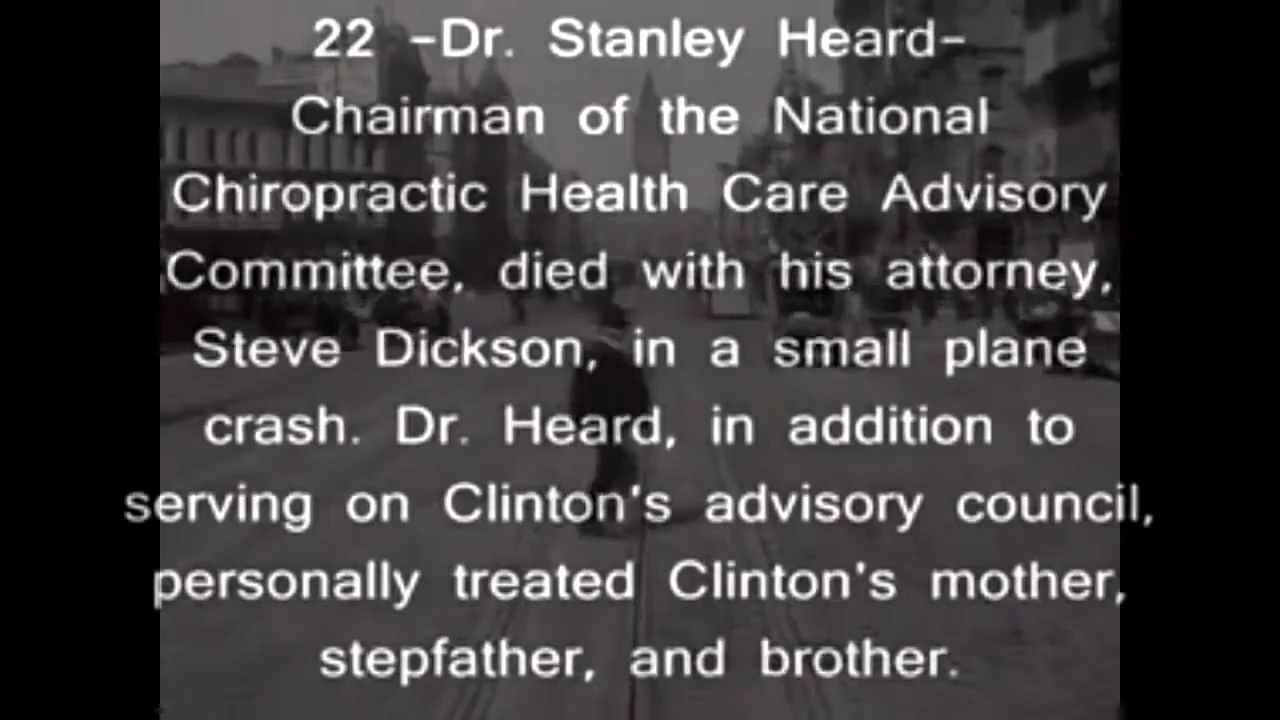 22 -Dr. Stanley Heard-
Chairman of the National
Chiropractic Health Care Advisory
Committee, died with his attorney,
Steve Dickson, in a small plane
crash. Dr. Heard, in addition to
serving on Clinton's advisory council,
personally treated Clinton's mother,
stepfather, and brother.